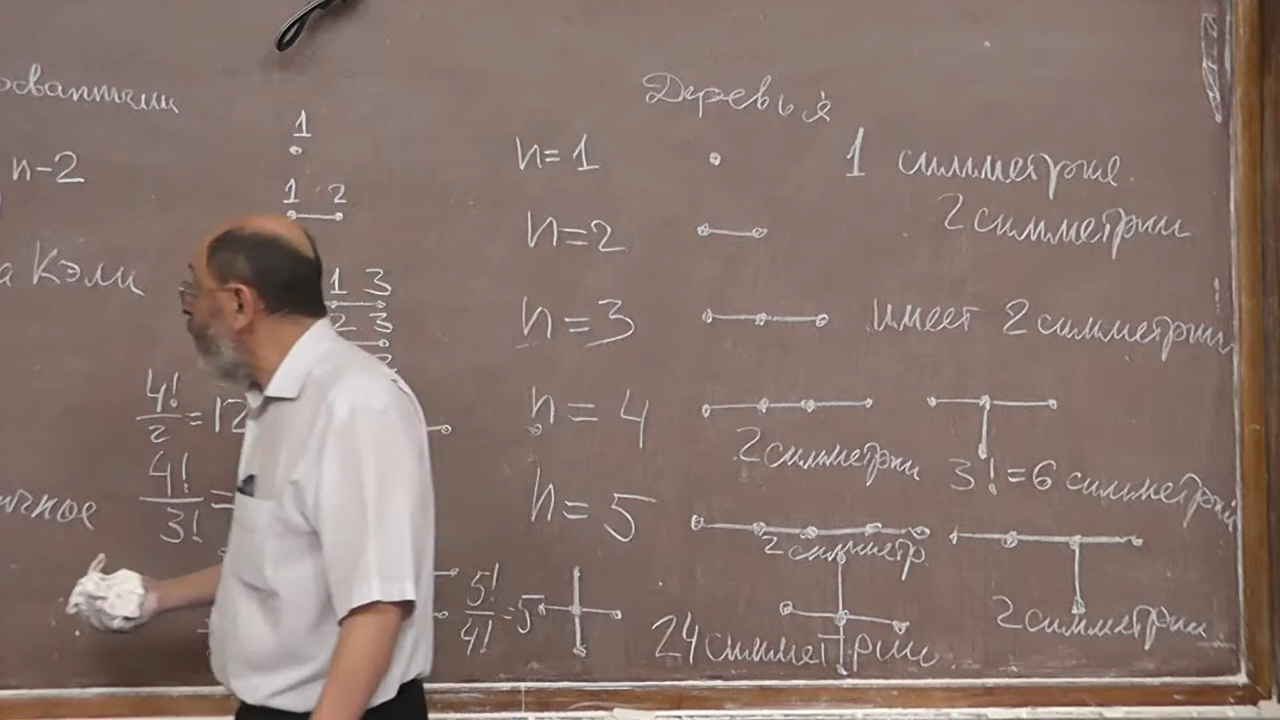 Деревья
1
n-2
1 2
Кэли
1 3
2 3
4!/2 = 12
4!/3! =
5!/4! = 5
n=1 1 симметрия
n=2 2 симметрии
n=3 имеет 2 симметрии
n=4
2 симметрии 3!=6 симметрий
n=5
2 симметр.
24 симметрии. 2 симметрии